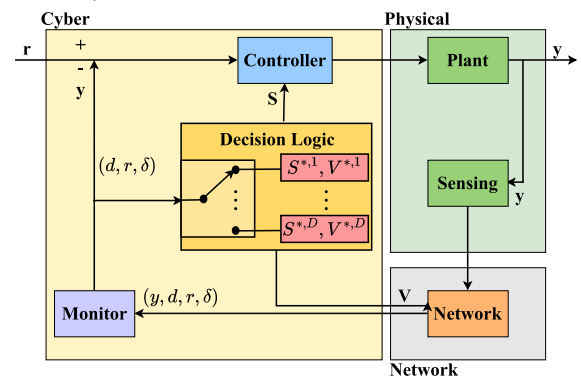 Cyber
Physical
r
+
-
y
Controller
Plant
y
S
Decision Logic
(d, r, δ)
S*,1, V*,1
⋮
⋮
S*,D, V*,D
Sensing
y
Monitor
(y, d, r, δ)
V
Network
Network